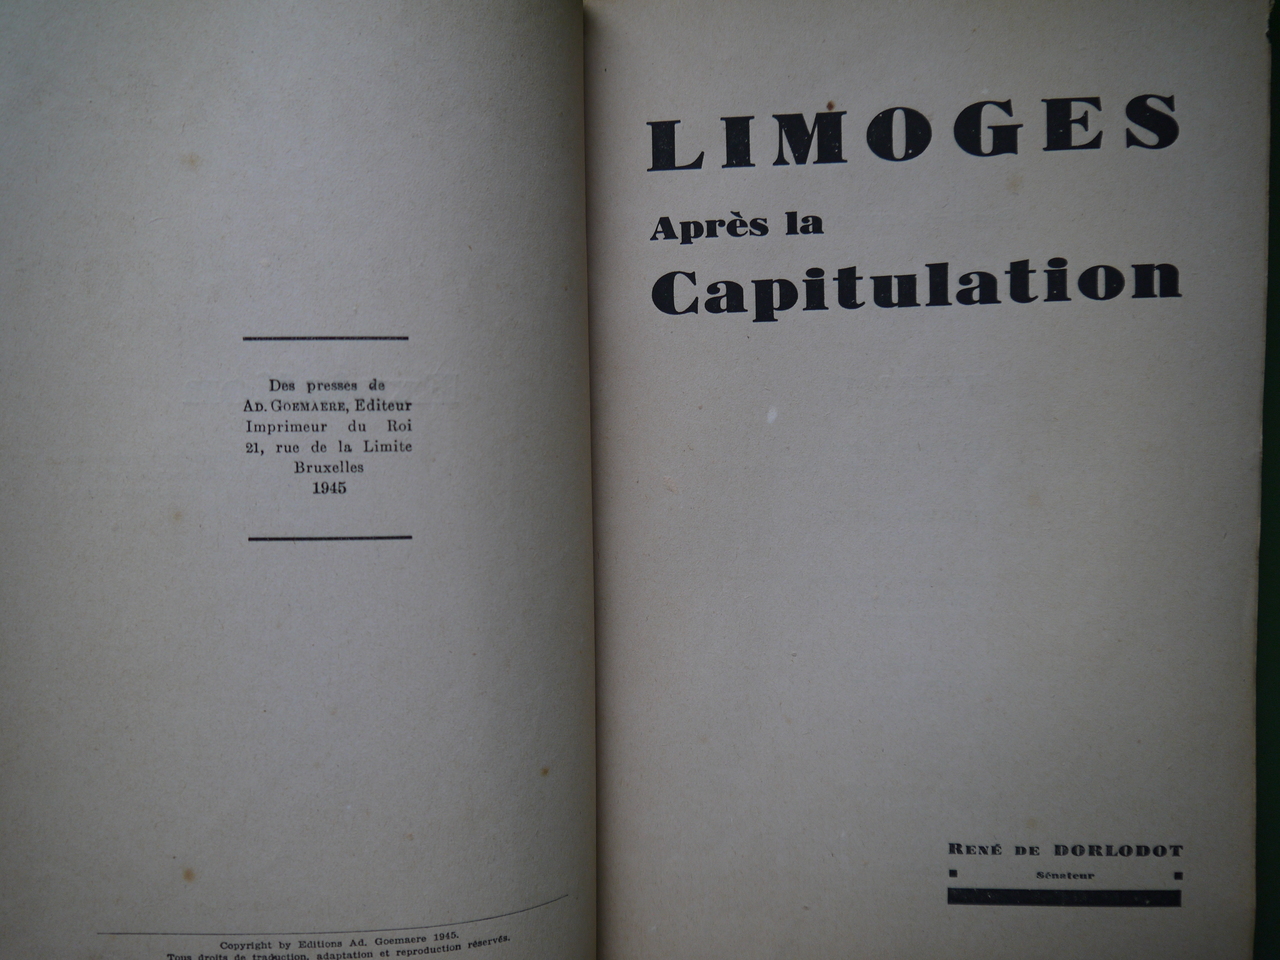 Des presses de
AD. GOEMAERE, Editeur
Imprimeur du Roi
21, rue de la Limite
Bruxelles
1945
Copyright by Editions Ad. Goemaere 1945.
Tous droits de traduction, adaptation et reproduction réservés.
LIMOGES
Après la
Capitulation
RENÉ DE DORLODOT
Sénateur